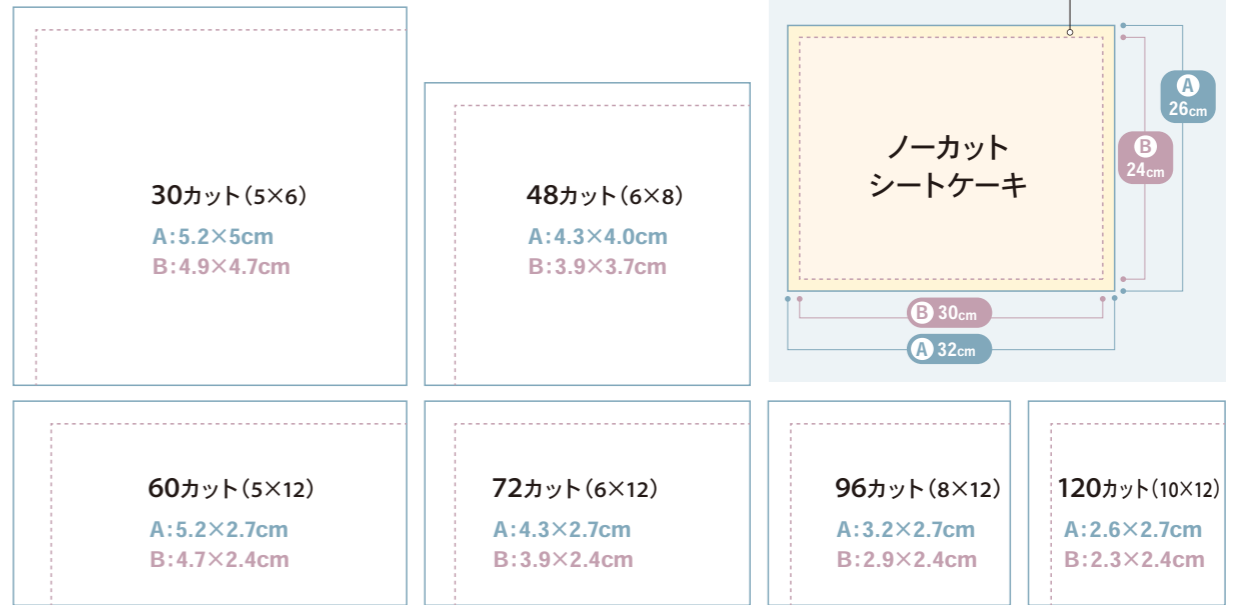 30カット（5×6）
A：5.2×5cm
B：4.9×4.7cm
48カット（6×8）
A：4.3×4.0cm
B：3.9×3.7cm
ノーカット
シートケーキ
A
26cm
B
24cm
B 30cm
A 32cm
60カット（5×12）
A：5.2×2.7cm
B：4.7×2.4cm
72カット（6×12）
A：4.3×2.7cm
B：3.9×2.4cm
96カット（8×12）
A：3.2×2.7cm
B：2.9×2.4cm
120カット（10×12）
A：2.6×2.7cm
B：2.3×2.4cm